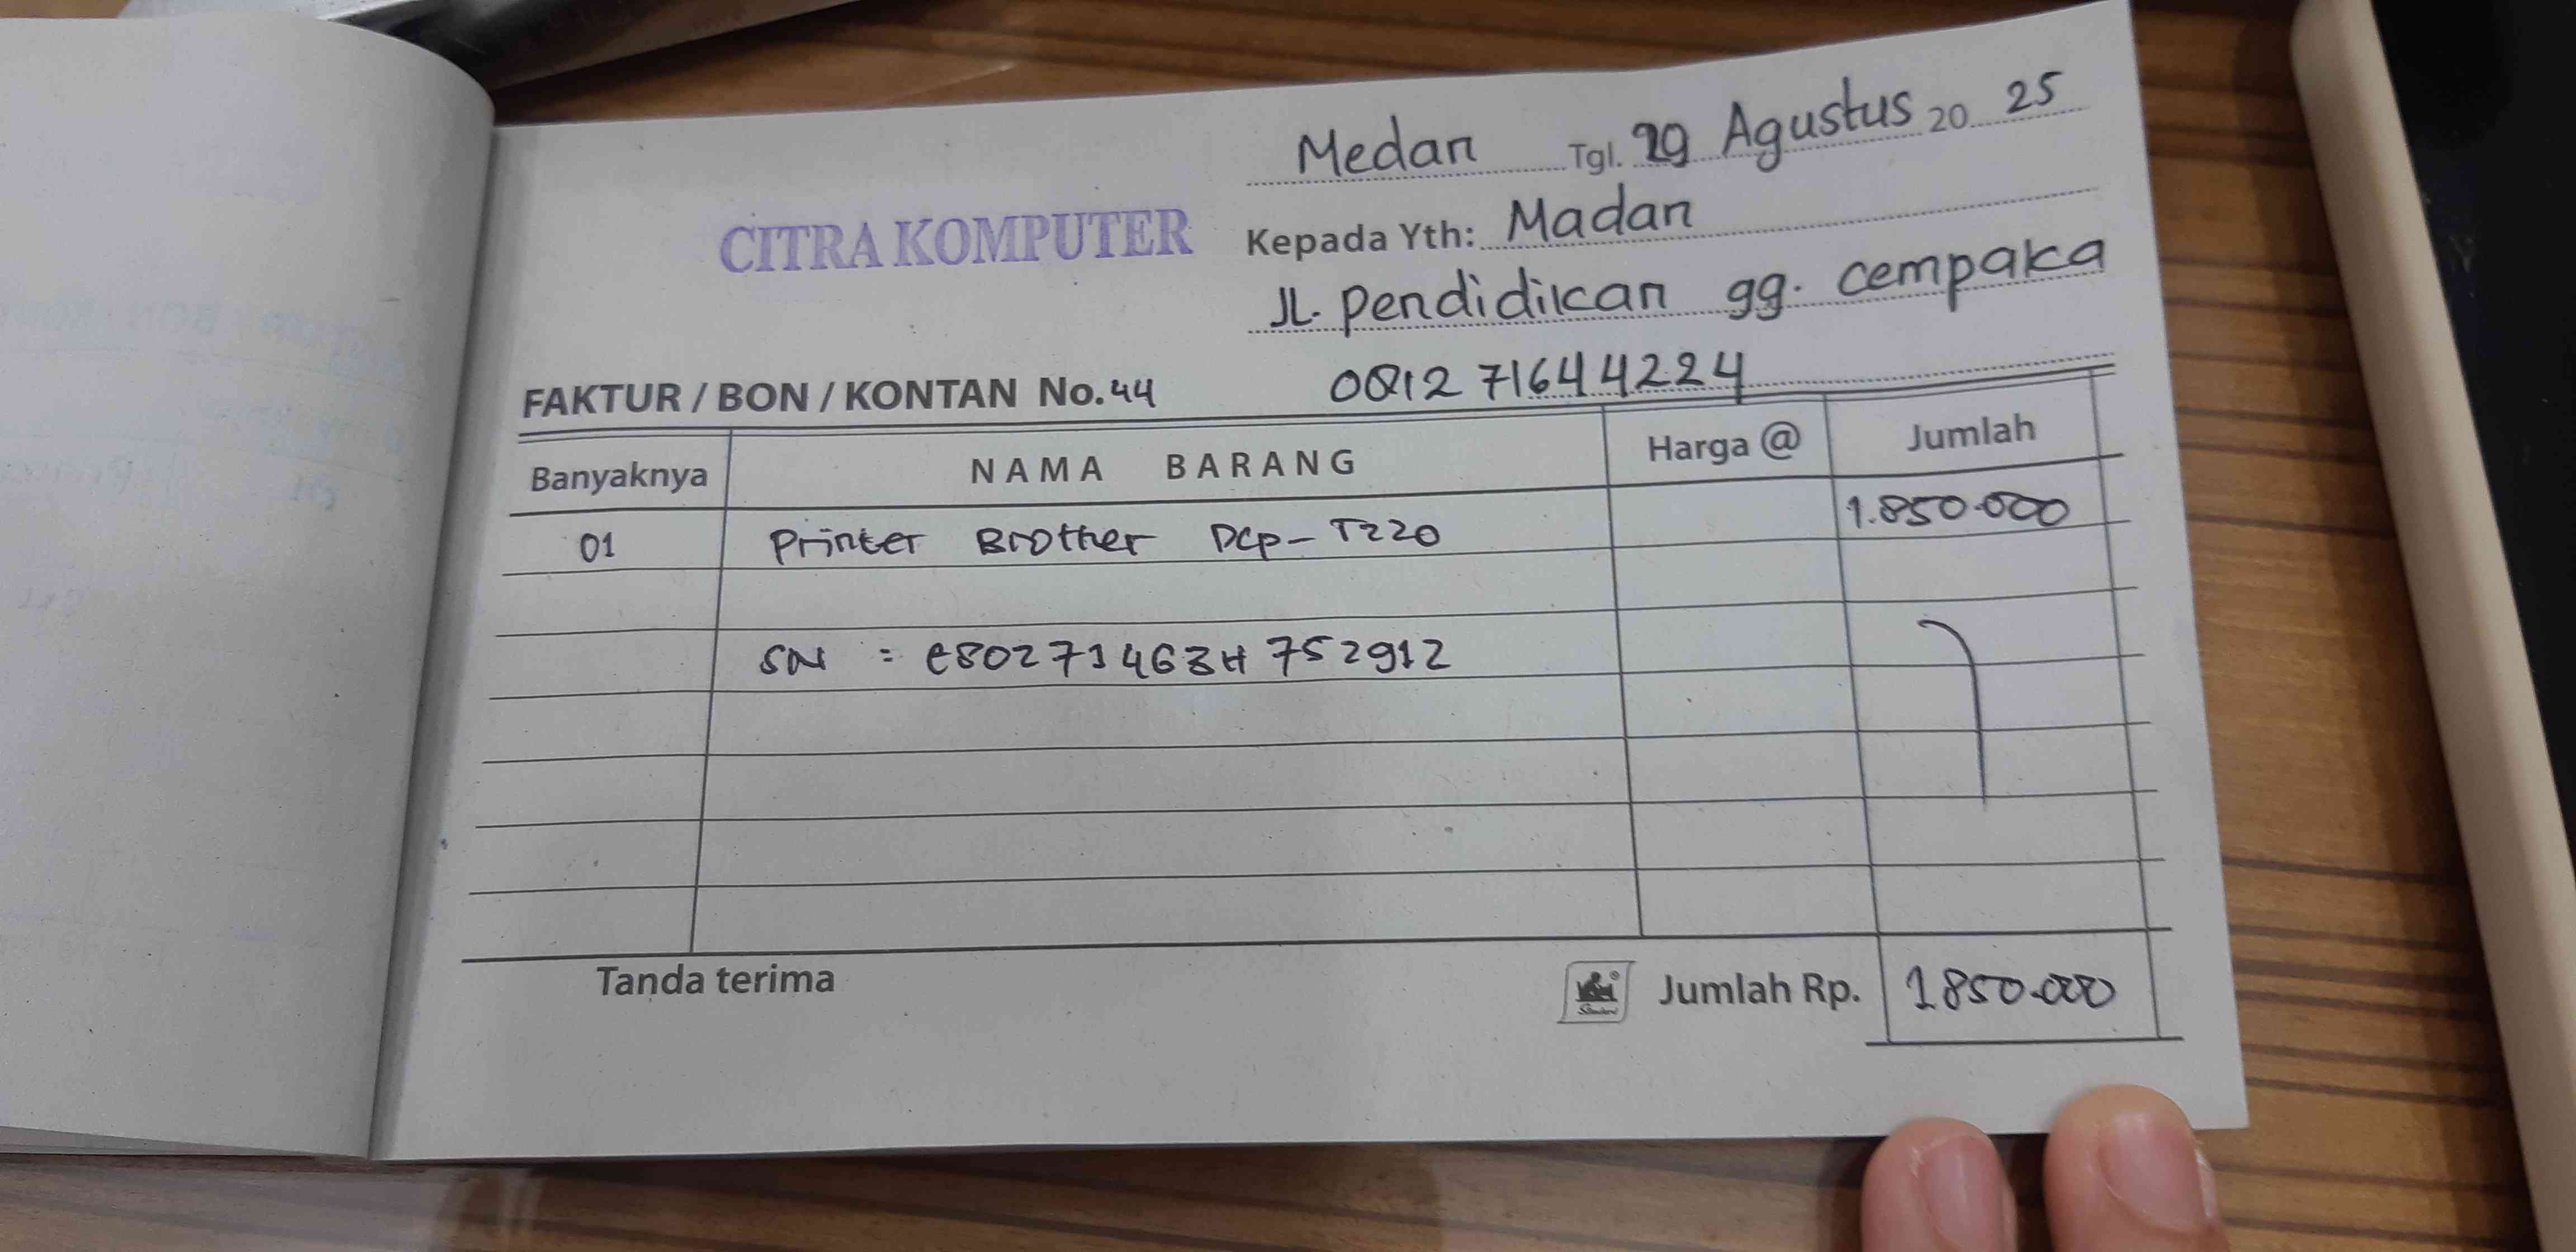 Medan Tgl. 29 Agustus 20 25
CITRA KOMPUTER
Kepada Yth: Madan
JL. Pendidikan gg. cempaka
FAKTUR / BON / KONTAN No. 44
0812 71644224
Banyaknya NAMA BARANG Harga @ Jumlah
01 Printer Brother DCP-T220 1.850.000
SN = E80271463H752912
Tanda terima Jumlah Rp. 1850.000